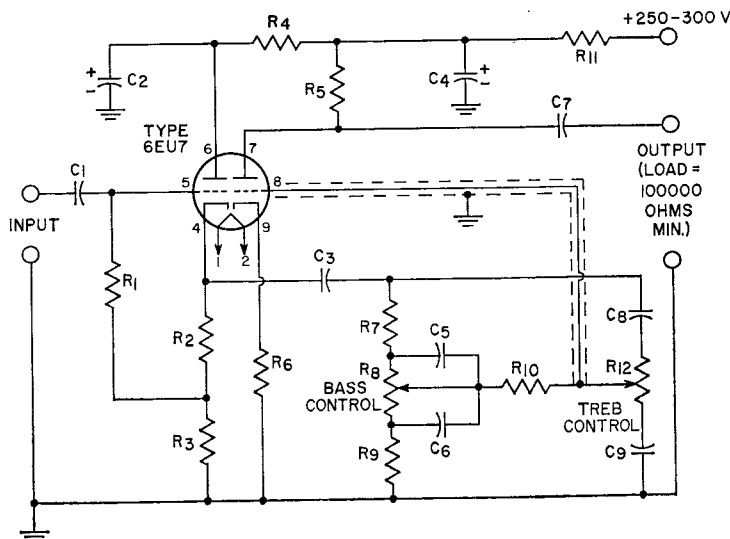 +250-300 V
R4
R11
+
-
C2
R5
C4
+
-
C7
TYPE
6EU7
6
7
C1
5
8
OUTPUT
(LOAD =
100000
OHMS
MIN.)
INPUT
4
9
1
2
C3
R1
R2
R6
R7
C5
C8
R8
BASS
CONTROL
R10
R12
TREB
CONTROL
R3
C6
R9
C9